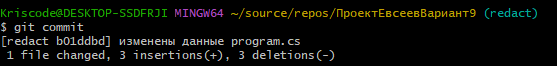 Kriscode@DESKTOP-SSDFRJI MINGW64 ~/source/repos/ПроектЕвсеевВариант9 (redact)
$ git commit
[redact b01ddbd] изменены данные program.cs
1 file changed, 3 insertions(+), 3 deletions(-)